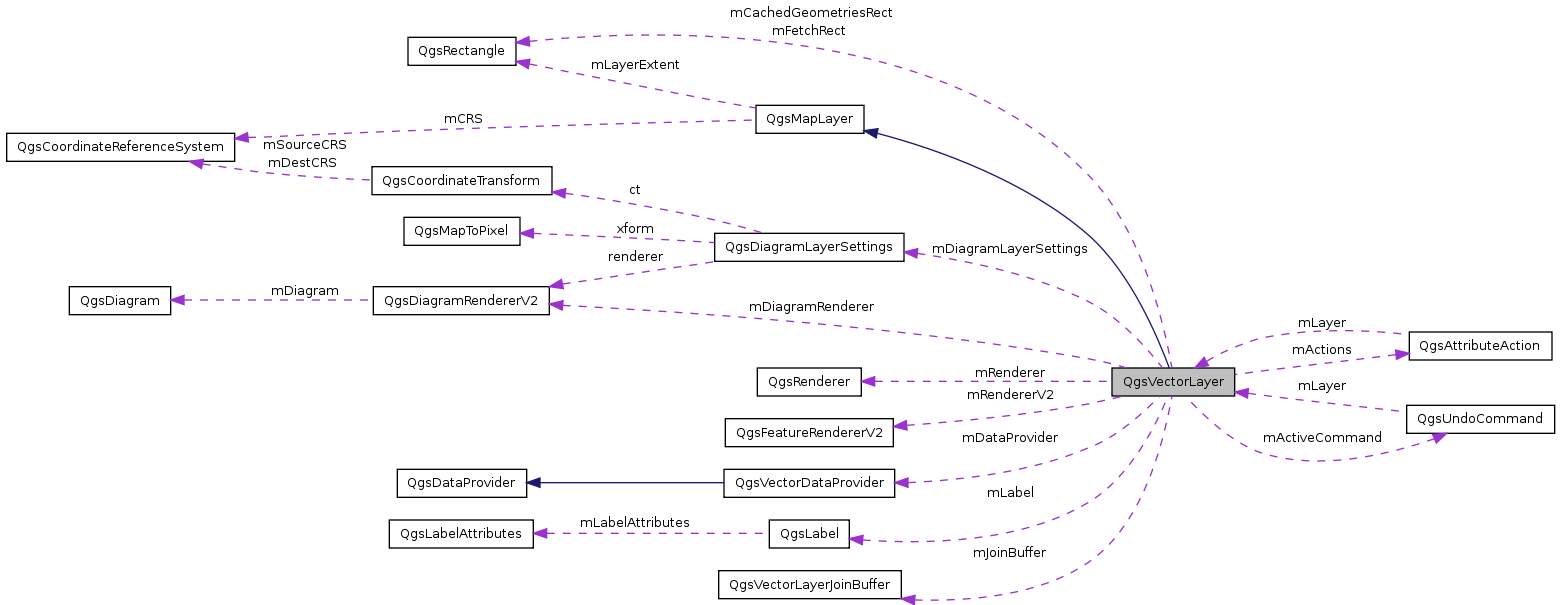 mCachedGeometriesRect
mFetchRect
QgsRectangle
mLayerExtent
QgsMapLayer
mCRS
QgsCoordinateReferenceSystem
mSourceCRS
mDestCRS
QgsCoordinateTransform
ct
QgsMapToPixel
xform
QgsDiagramLayerSettings
mDiagramLayerSettings
renderer
QgsDiagram
mDiagram
QgsDiagramRendererV2
mDiagramRenderer
mLayer
QgsAttributeAction
mActions
QgsRenderer
mRenderer
QgsVectorLayer
mLayer
mRendererV2
QgsUndoCommand
QgsFeatureRendererV2
mDataProvider
mActiveCommand
QgsDataProvider
QgsVectorDataProvider
mLabel
mLabelAttributes
QgsLabelAttributes
QgsLabel
mJoinBuffer
QgsVectorLayerJoinBuffer